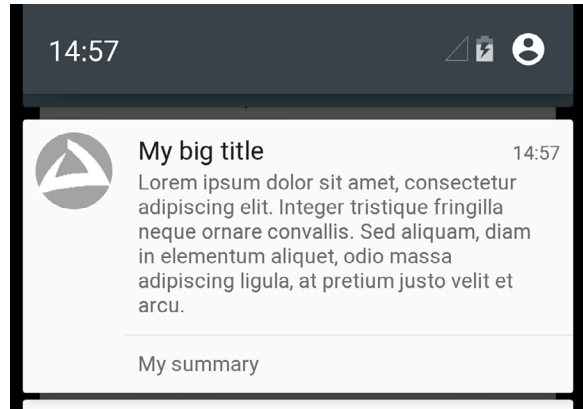 14:57
My big title 14:57
Lorem ipsum dolor sit amet, consectetur
adipiscing elit. Integer tristique fringilla
neque ornare convallis. Sed aliquam, diam
in elementum aliquet, odio massa
adipiscing ligula, at pretium justo velit et
arcu.
My summary